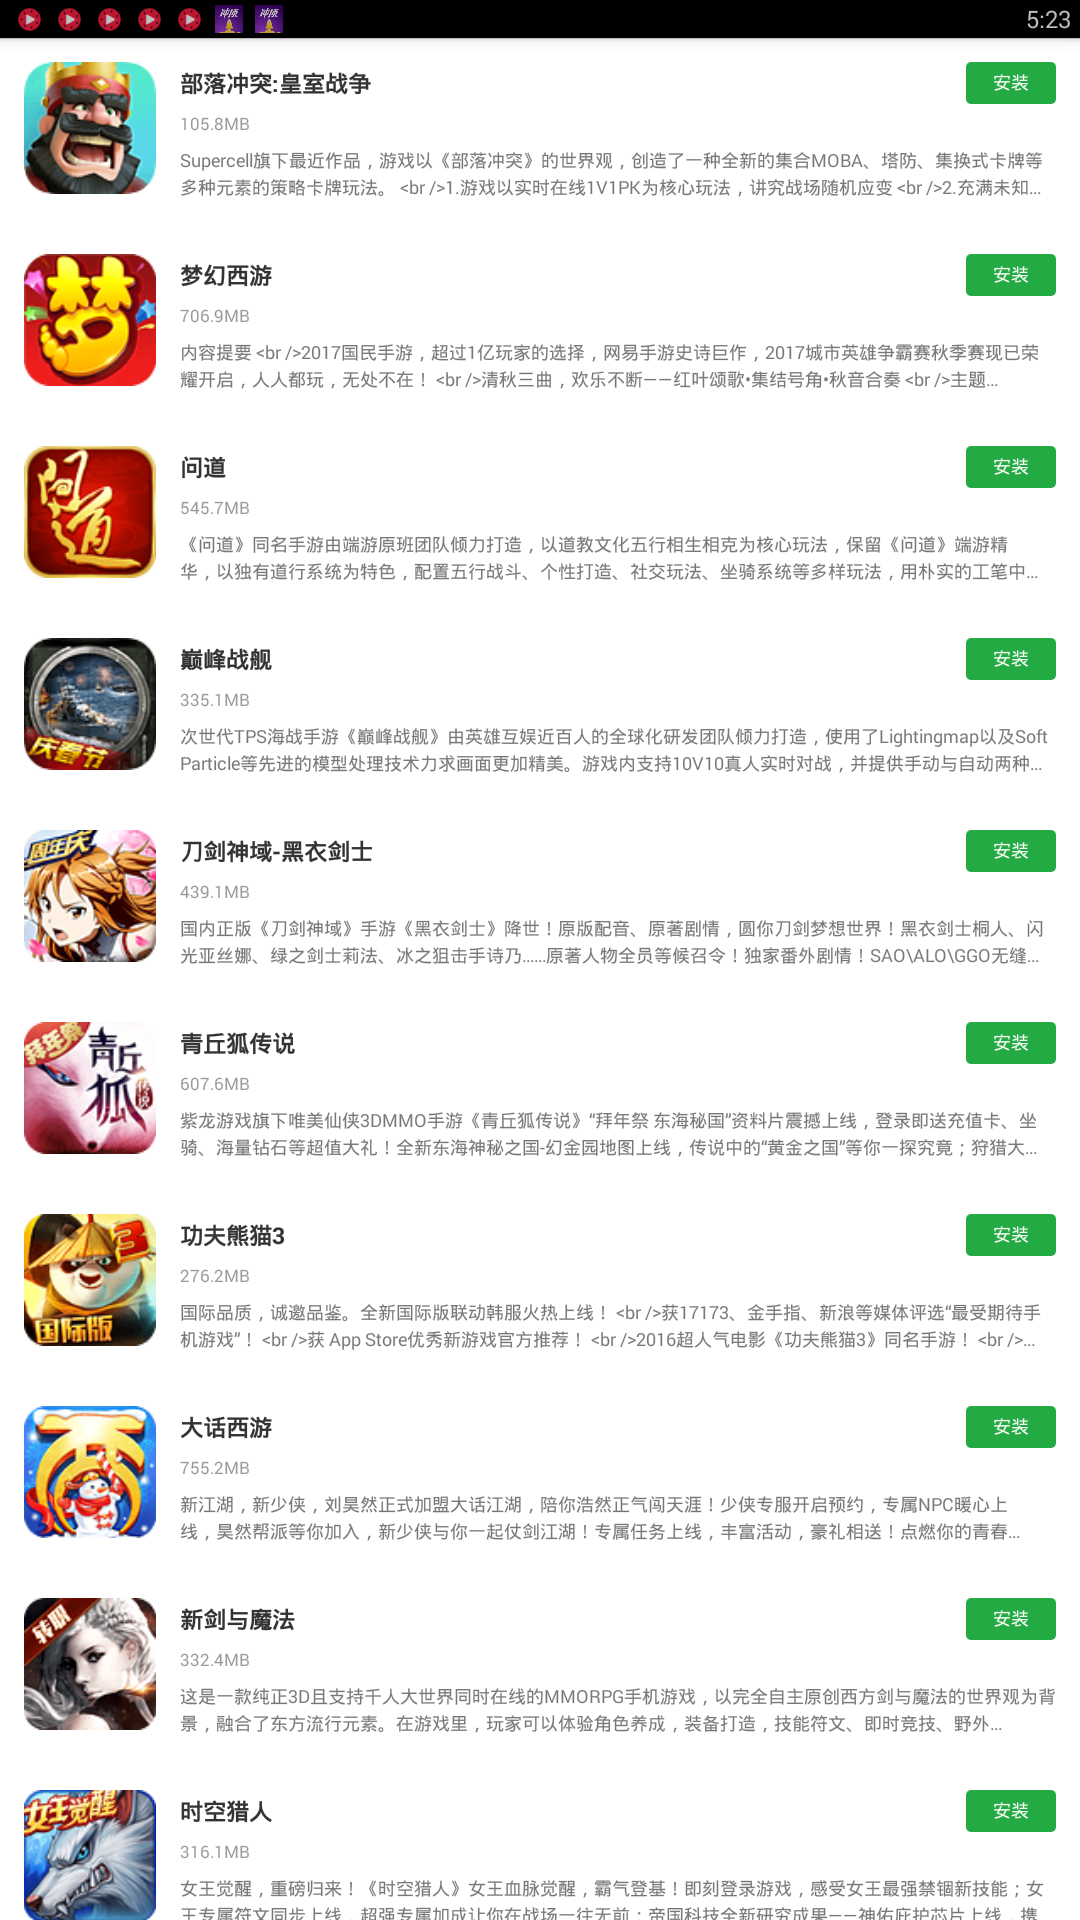 5:23
部落冲突:皇室战争
安装
105.8MB
Supercell旗下最近作品，游戏以《部落冲突》的世界观，创造了一种全新的集合MOBA、塔防、集换式卡牌等
多种元素的策略卡牌玩法。 <br />1.游戏以实时在线1V1PK为核心玩法，讲究战场随机应变 <br />2.充满未知...
梦幻西游
安装
706.9MB
内容提要 <br />2017国民手游，超过1亿玩家的选择，网易手游史诗巨作，2017城市英雄争霸赛秋季赛现已荣
耀开启，人人都玩，无处不在！ <br />清秋三曲，欢乐不断——红叶颂歌•集结号角•秋音合奏 <br />主题...
问道
安装
545.7MB
《问道》同名手游由端游原班团队倾力打造，以道教文化五行相生相克为核心玩法，保留《问道》端游精
华，以独有道行系统为特色，配置五行战斗、个性打造、社交玩法、坐骑系统等多样玩法，用朴实的工笔中...
庆春节
巅峰战舰
安装
335.1MB
次世代TPS海战手游《巅峰战舰》由英雄互娱近百人的全球化研发团队倾力打造，使用了Lightingmap以及Soft
Particle等先进的模型处理技术力求画面更加精美。游戏内支持10V10真人实时对战，并提供手动与自动两种...
周年庆
刀剑神域-黑衣剑士
安装
439.1MB
国内正版《刀剑神域》手游《黑衣剑士》降世！原版配音、原著剧情，圆你刀剑梦想世界！黑衣剑士桐人、闪
光亚丝娜、绿之剑士莉法、冰之狙击手诗乃......原著人物全员等候召令！独家番外剧情！SAO\ALO\GGO无缝...
拜年祭
青丘狐传说
青丘狐传说
安装
607.6MB
紫龙游戏旗下唯美仙侠3DMMO手游《青丘狐传说》“拜年祭 东海秘国”资料片震撼上线，登录即送充值卡、坐
骑、海量钻石等超值大礼！全新东海神秘之国-幻金园地图上线，传说中的“黄金之国”等你一探究竟；狩猎大...
3
国际版
功夫熊猫3
安装
276.2MB
国际品质，诚邀品鉴。全新国际版联动韩服火热上线！ <br />获17173、金手指、新浪等媒体评选“最受期待手
机游戏”！ <br />获 App Store优秀新游戏官方推荐！ <br />2016超人气电影《功夫熊猫3》同名手游！ <br />...
大话西游
安装
755.2MB
新江湖，新少侠，刘昊然正式加盟大话江湖，陪你浩然正气闯天涯！少侠专服开启预约，专属NPC暖心上
线，昊然帮派等你加入，新少侠与你一起仗剑江湖！专属任务上线，丰富活动，豪礼相送！点燃你的青春...
转职
新剑与魔法
安装
332.4MB
这是一款纯正3D且支持千人大世界同时在线的MMORPG手机游戏，以完全自主原创西方剑与魔法的世界观为背
景，融合了东方流行元素。在游戏里，玩家可以体验角色养成，装备打造，技能符文、即时竞技、野外...
女王觉醒
时空猎人
安装
316.1MB
女王觉醒，重磅归来！《时空猎人》女王血脉觉醒，霸气登基！即刻登录游戏，感受女王最强禁锢新技能；女
王专属符文同步上线，超强专属加成让你在战场一往无前；帝国科技全新研究成果——神佑庇护芯片上线，携